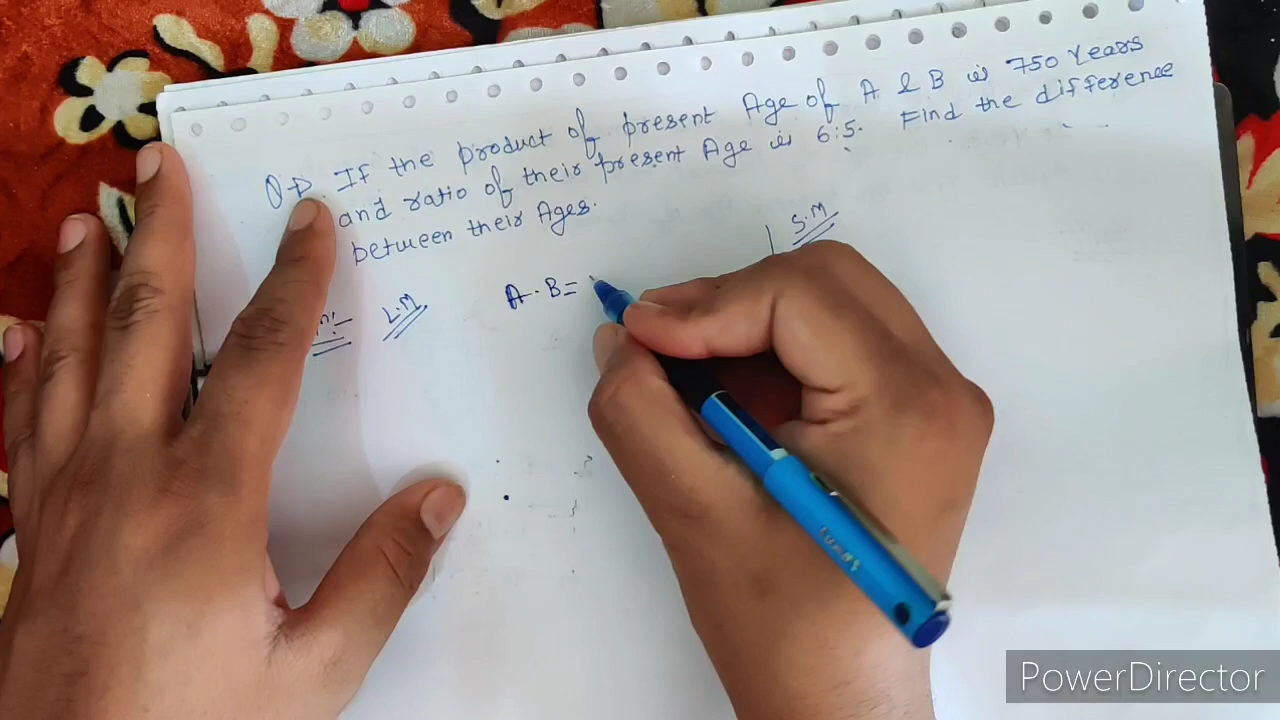 Q-1). If the product of present Age of A & B is 750 Years
and ratio of their present Age is 6:5. Find the difference
between their Ages.
S.M
L.M
A. B =
PowerDirector